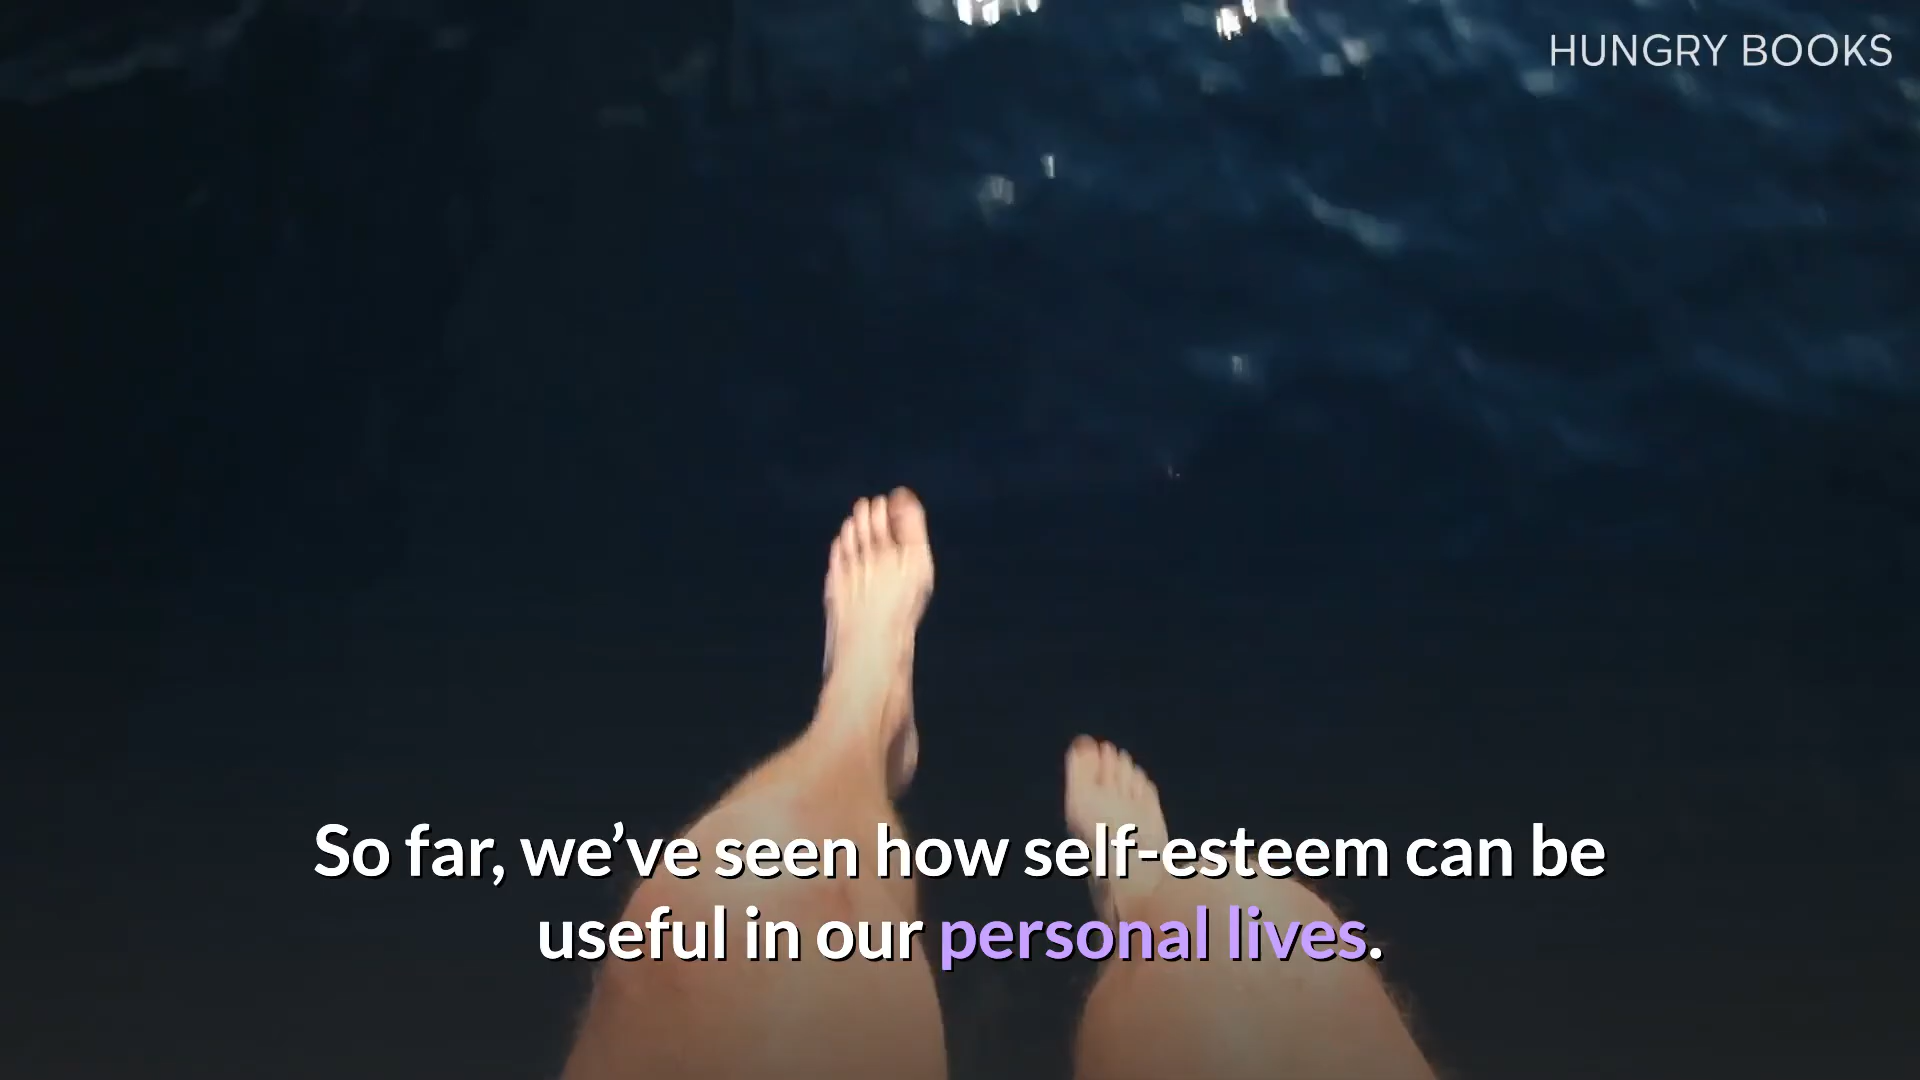 HUNGRY BOOKS
So far, we’ve seen how self-esteem can be
useful in our personal lives.